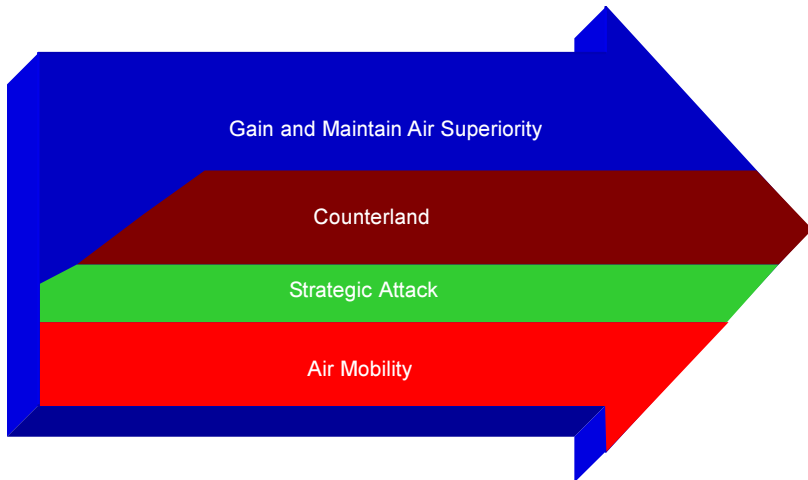 Gain and Maintain Air Superiority
Counterland
Strategic Attack
Air Mobility